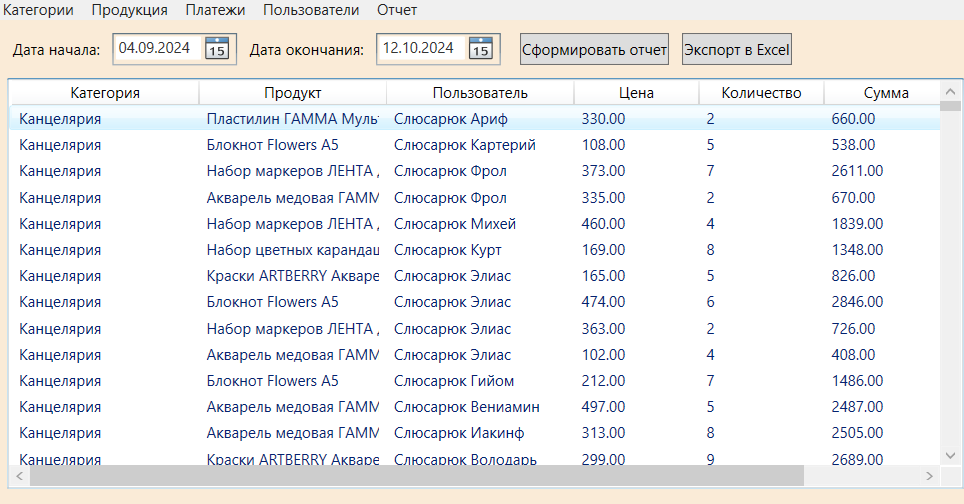 Категории Продукция Платежи Пользователи Отчет
Дата начала: 04.09.2024 15 Дата окончания: 12.10.2024 15 Сформировать отчет Экспорт в Excel
Категория Продукт Пользователь Цена Количество Сумма
Канцелярия Пластилин ГАММА Муль Слюсарюк Ариф 330.00 2 660.00
Канцелярия Блокнот Flowers A5 Слюсарюк Картерий 108.00 5 538.00
Канцелярия Набор маркеров ЛЕНТА Слюсарюк Фрол 373.00 7 2611.00
Канцелярия Акварель медовая ГАММ Слюсарюк Фрол 335.00 2 670.00
Канцелярия Набор маркеров ЛЕНТА Слюсарюк Михей 460.00 4 1839.00
Канцелярия Набор цветных карандаш Слюсарюк Курт 169.00 8 1348.00
Канцелярия Краски ARTBERRY Акваре Слюсарюк Элиас 165.00 5 826.00
Канцелярия Блокнот Flowers A5 Слюсарюк Элиас 474.00 6 2846.00
Канцелярия Набор маркеров ЛЕНТА Слюсарюк Элиас 363.00 2 726.00
Канцелярия Акварель медовая ГАММ Слюсарюк Элиас 102.00 4 408.00
Канцелярия Блокнот Flowers A5 Слюсарюк Гийом 212.00 7 1486.00
Канцелярия Акварель медовая ГАММ Слюсарюк Вениамин 497.00 5 2487.00
Канцелярия Акварель медовая ГАММ Слюсарюк Иакинф 313.00 8 2505.00
Канцелярия Краски ARTBERRY Акваре Слюсарюк Володарь 299.00 9 2689.00